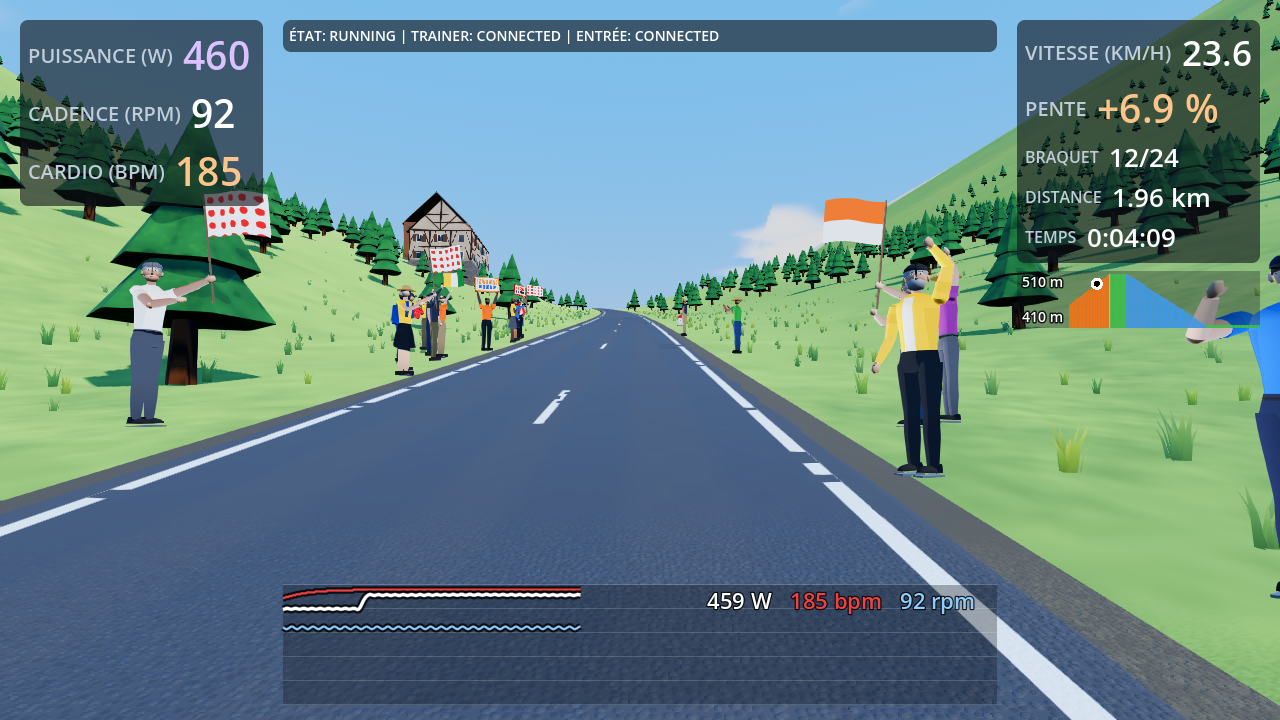 PUISSANCE (W) 460
CADENCE (RPM) 92
CARDIO (BPM) 185
ÉTAT: RUNNING | TRAINER: CONNECTED | ENTRÉE: CONNECTED
VITESSE (KM/H) 23.6
PENTE +6.9 %
BRAQUET 12/24
DISTANCE 1.96 km
TEMPS 0:04:09
510 m
410 m
459 W 185 bpm 92 rpm